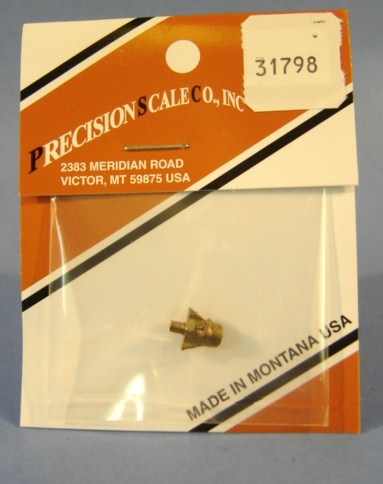 31798
PRECISION SCALE CO., INC
2383 MERIDIAN ROAD
VICTOR, MT 59875 USA
MADE IN MONTANA USA